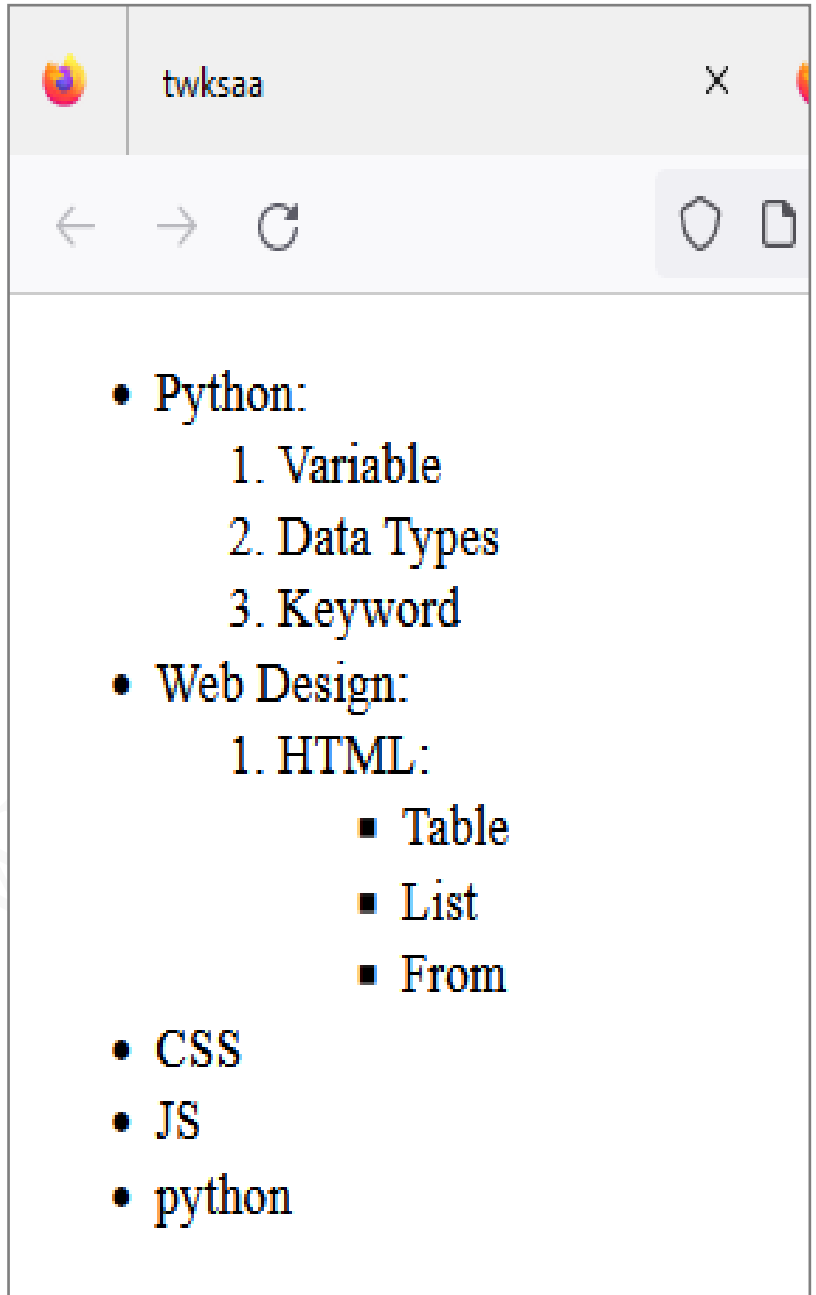 twksaa
• Python:
1. Variable
2. Data Types
3. Keyword
• Web Design:
1. HTML:
▪ Table
▪ List
▪ From
• CSS
• JS
• python